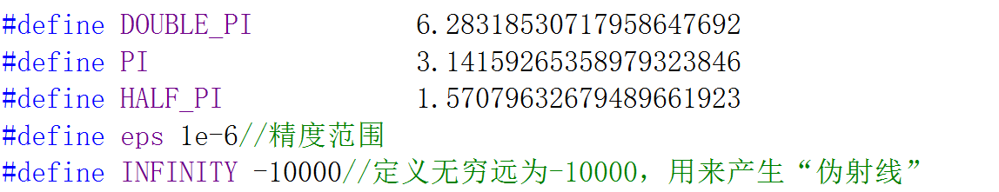 #define DOUBLE_PI 6.28318530717958647692
#define PI 3.14159265358979323846
#define HALF_PI 1.57079632679489661923
#define eps 1e-6//精度范围
#define INFINITY -10000//定义无穷远为-10000，用来产生“伪射线”